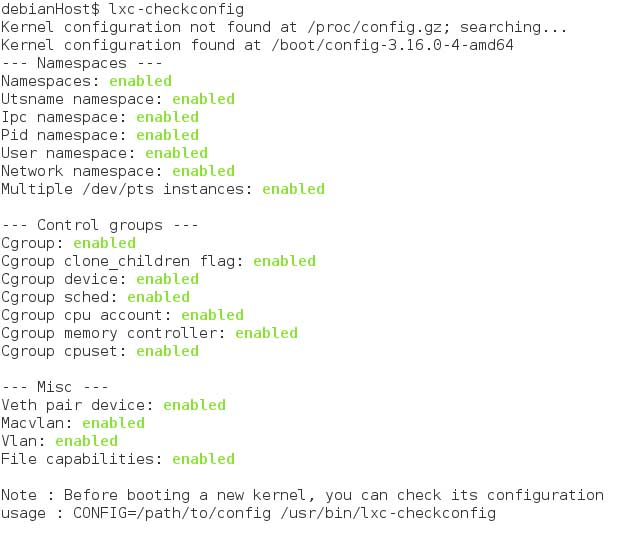 debianHost$ lxc-checkconfig
Kernel configuration not found at /proc/config.gz; searching...
Kernel configuration found at /boot/config-3.16.0-4-amd64
--- Namespaces ---
Namespaces: enabled
Utsname namespace: enabled
Ipc namespace: enabled
Pid namespace: enabled
User namespace: enabled
Network namespace: enabled
Multiple /dev/pts instances: enabled

--- Control groups ---
Cgroup: enabled
Cgroup clone_children flag: enabled
Cgroup device: enabled
Cgroup sched: enabled
Cgroup cpu account: enabled
Cgroup memory controller: enabled
Cgroup cpuset: enabled

--- Misc ---
Veth pair device: enabled
Macvlan: enabled
Vlan: enabled
File capabilities: enabled

Note : Before booting a new kernel, you can check its configuration
usage : CONFIG=/path/to/config /usr/bin/lxc-checkconfig